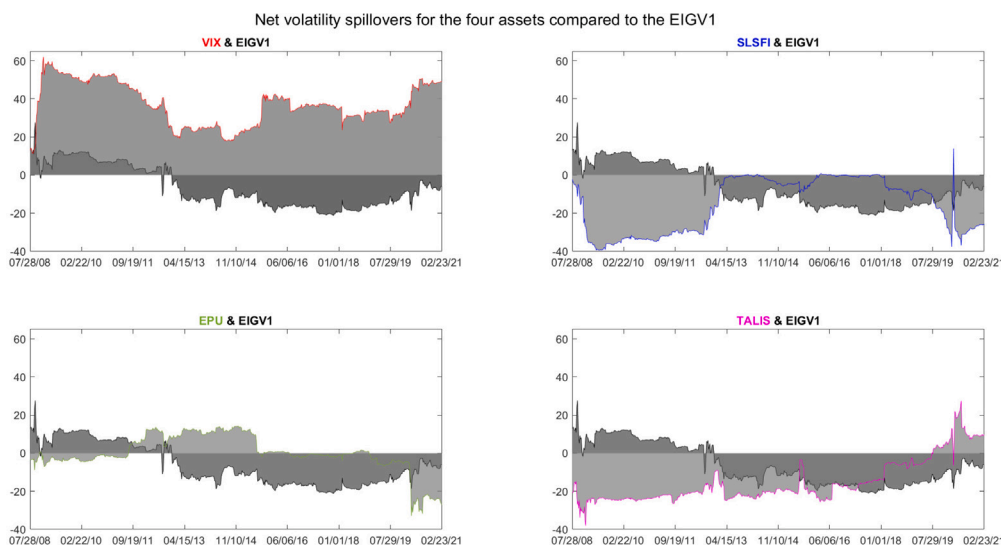 Net volatility spillovers for the four assets compared to the EIGV1
VIX & EIGV1
60
40
20
0
-20
-40
07/28/08 02/22/10 09/19/11 04/15/13 11/10/14 06/06/16 01/01/18 07/29/19 02/23/21
SLSFI & EIGV1
60
40
20
0
-20
-40
07/28/08 02/22/10 09/19/11 04/15/13 11/10/14 06/06/16 01/01/18 07/29/19 02/23/21
EPU & EIGV1
60
40
20
0
-20
-40
07/28/08 02/22/10 09/19/11 04/15/13 11/10/14 06/06/16 01/01/18 07/29/19 02/23/21
TALIS & EIGV1
60
40
20
0
-20
-40
07/28/08 02/22/10 09/19/11 04/15/13 11/10/14 06/06/16 01/01/18 07/29/19 02/23/21